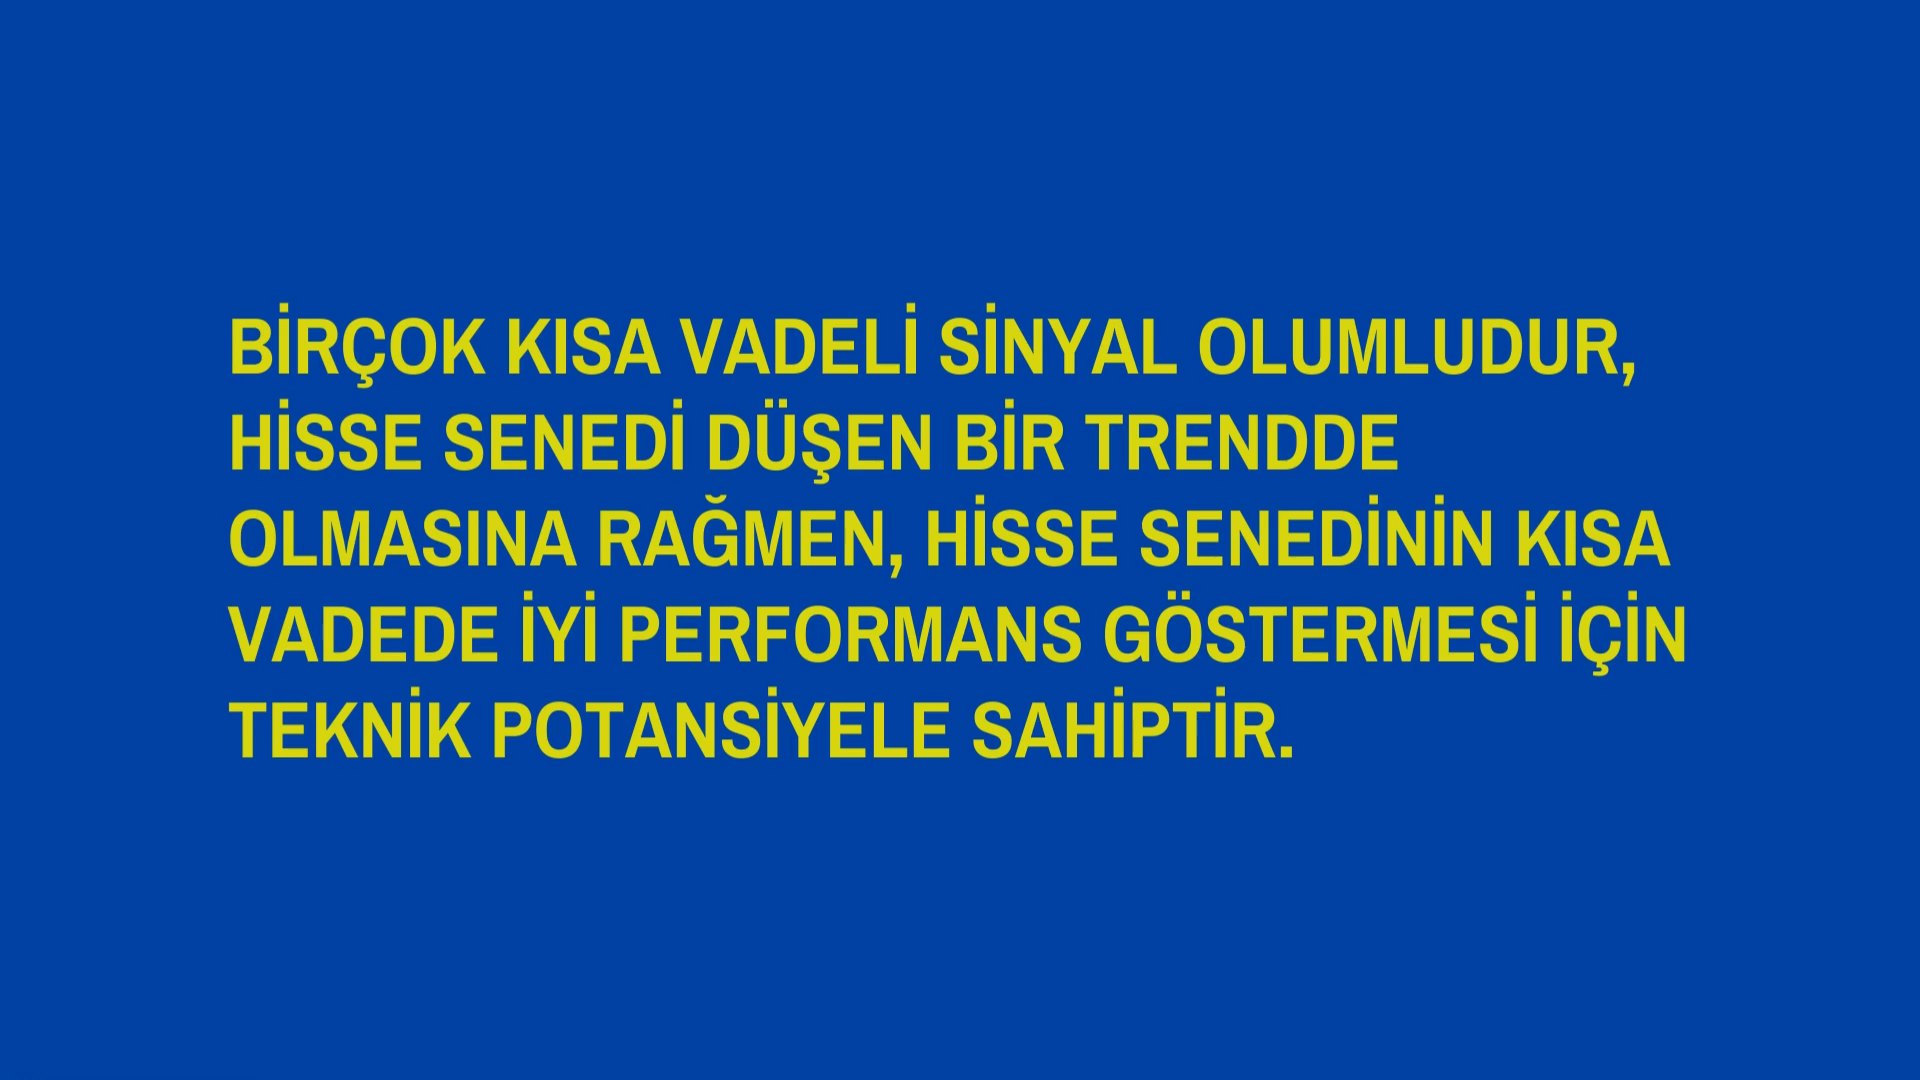 BİRÇOK KISA VADELİ SİNYAL OLUMLUDUR,
HİSSE SENEDİ DÜŞEN BİR TRENDDE
OLMASINA RAĞMEN, HİSSE SENEDİNİN KISA
VADEDE İYİ PERFORMANS GÖSTERMESİ İÇİN
TEKNİK POTANSİYELE SAHİPTİR.